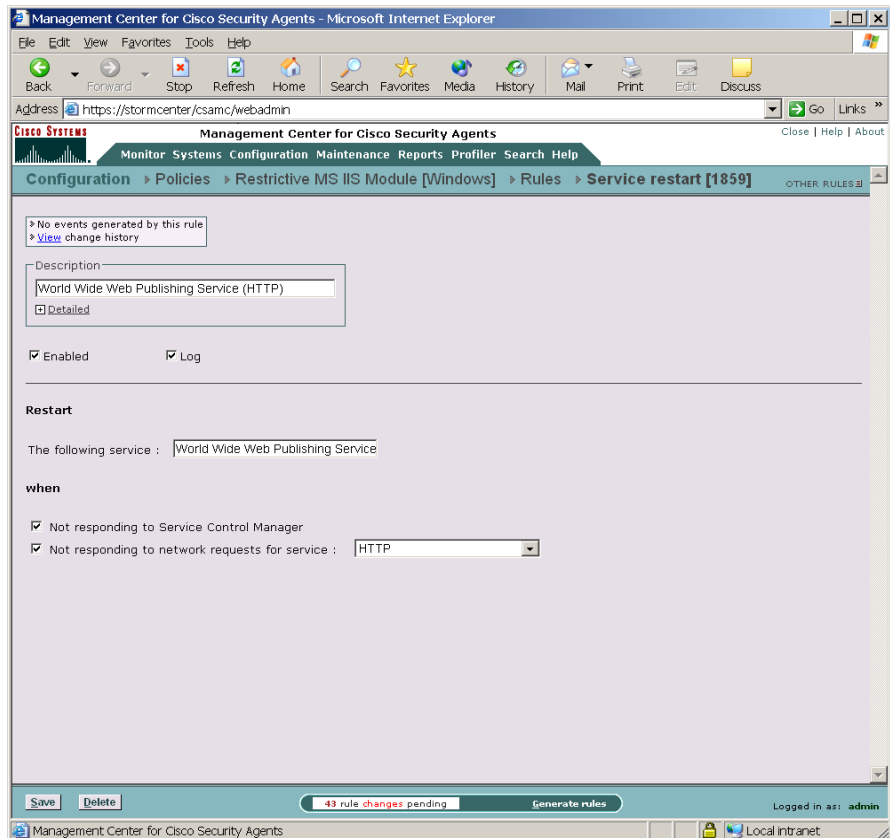 Management Center for Cisco Security Agents - Microsoft Internet Explorer
File Edit View Favorites Tools Help
Back Forward Stop Refresh Home Search Favorites Media History Mail Print Edit Discuss
Address https://stormcenter/csamc/webadmin Go Links »
CISCO SYSTEMS Management Center for Cisco Security Agents Close | Help | About
Monitor Systems Configuration Maintenance Reports Profiler Search Help
Configuration > Policies > Restrictive MS IIS Module [Windows] > Rules > Service restart [1859] OTHER RULES
No events generated by this rule
View change history
Description
World Wide Web Publishing Service (HTTP)
Detailed
Enabled Log
Restart
The following service : World Wide Web Publishing Service
when
Not responding to Service Control Manager
Not responding to network requests for service : HTTP
Save Delete 43 rule changes pending Generate rules Logged in as: admin
Management Center for Cisco Security Agents Local intranet